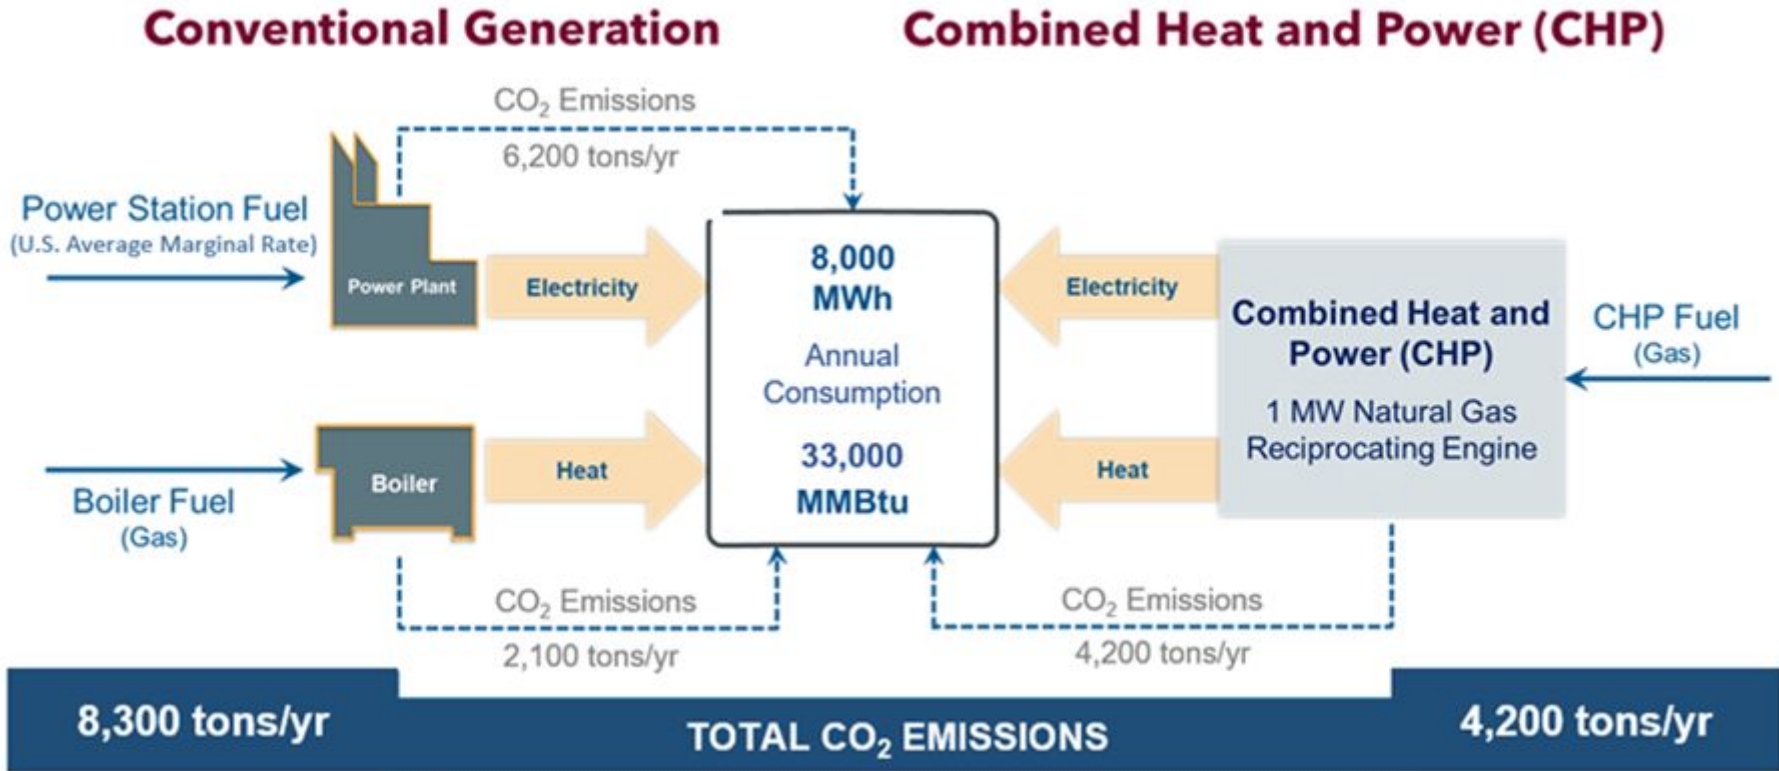 Conventional Generation
Combined Heat and Power (CHP)
CO₂ Emissions
6,200 tons/yr
Power Station Fuel
(U.S. Average Marginal Rate)
Power Plant
Electricity
8,000
MWh
Annual
Consumption
33,000
MMBtu
Electricity
Combined Heat and
Power (CHP)
1 MW Natural Gas
Reciprocating Engine
CHP Fuel
(Gas)
Boiler Fuel
(Gas)
Boiler
Heat
Heat
CO₂ Emissions
2,100 tons/yr
CO₂ Emissions
4,200 tons/yr
8,300 tons/yr
TOTAL CO₂ EMISSIONS
4,200 tons/yr